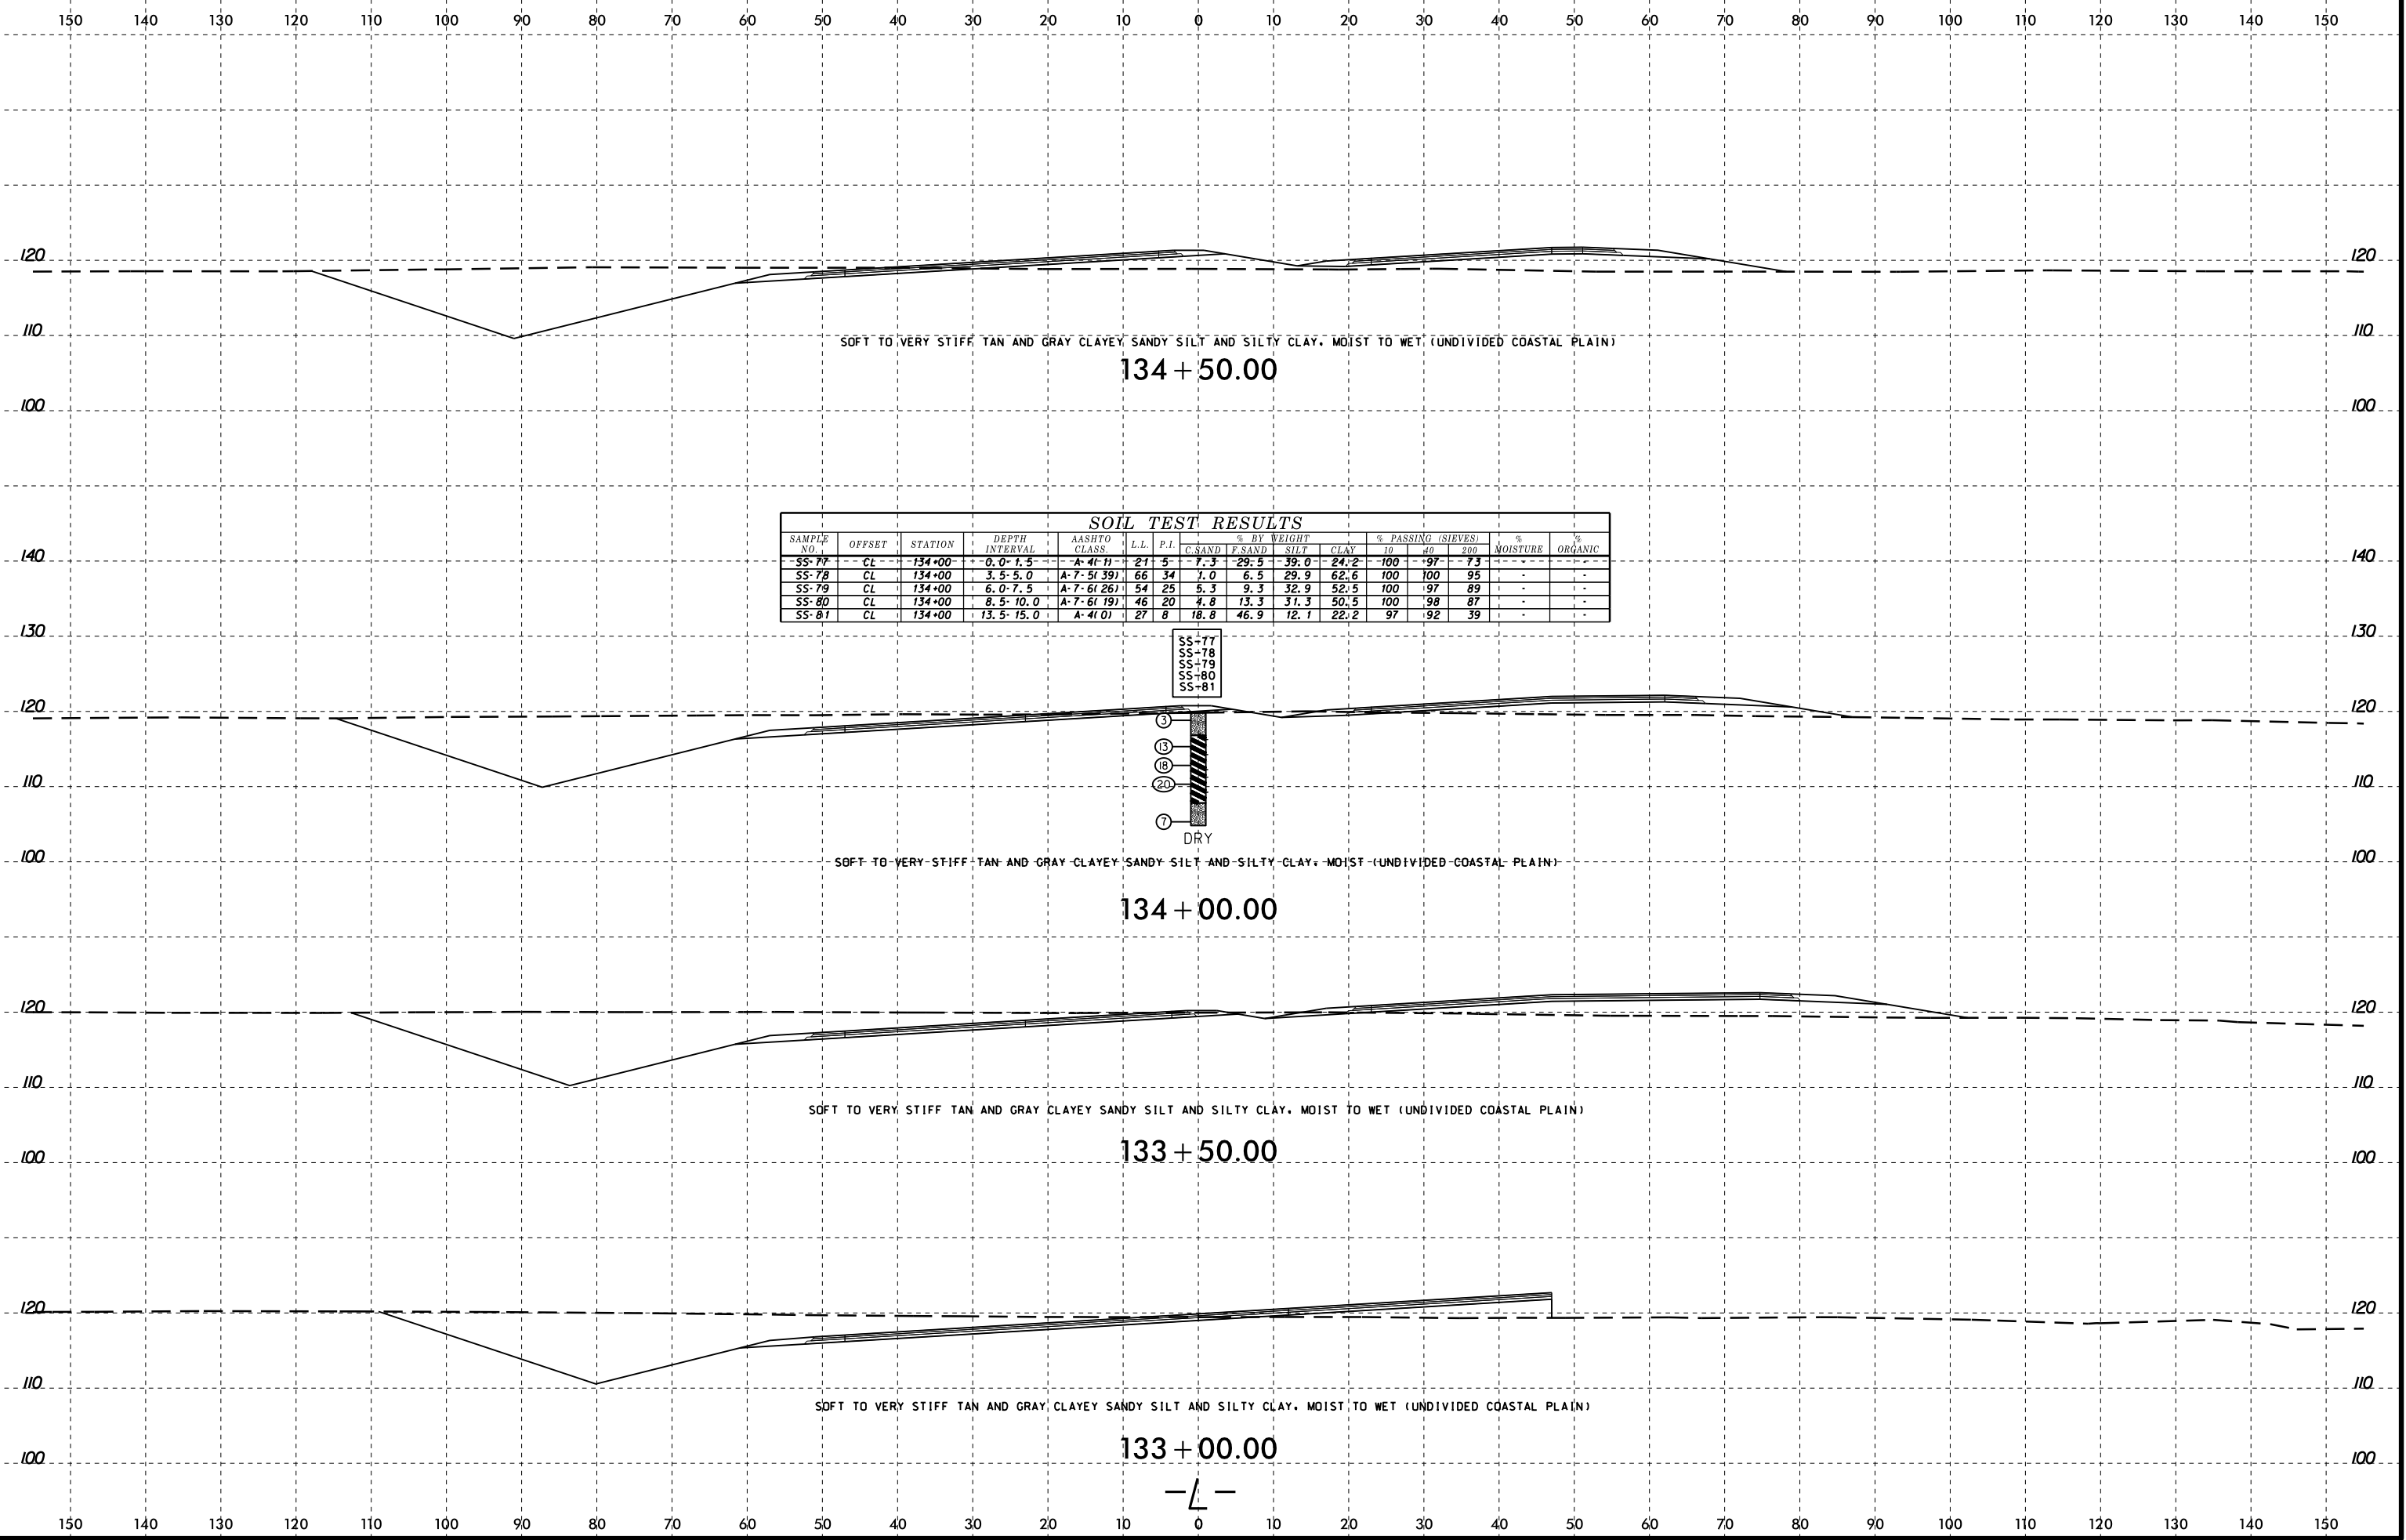 150 140 130 120 110 100 90 80 70 60 50 40 30 20 10 0 10 20 30 40 50 60 70 80 90 100 110 120 130 140 150
120 120
110 110
SOFT TO VERY STIFF TAN AND GRAY CLAYEY SANDY SILT AND SILTY CLAY, MOIST TO WET (UNDIVIDED COASTAL PLAIN)
134+50.00
100 100
SOIL TEST RESULTS
SAMPLE NO. OFFSET STATION DEPTH INTERVAL AASHTO CLASS. L.L. P.I. % BY WEIGHT C.SAND F.SAND SILT CLAY % PASSING (SIEVES) 10 40 200 % MOISTURE % ORGANIC
140 140
SS-77 CL 134+00 0.0-1.5 A-4(1) 21 5 7.3 29.5 39.0 24.2 100 97 73 - -
SS-78 CL 134+00 3.5-5.0 A-7-5(39) 66 34 1.0 6.5 29.9 62.6 100 100 95 - -
SS-79 CL 134+00 6.0-7.5 A-7-6(26) 54 25 5.3 9.3 32.9 52.5 100 97 89 - -
SS-80 CL 134+00 8.5-10.0 A-7-6(19) 46 20 4.8 13.3 31.3 50.5 100 98 87 - -
SS-81 CL 134+00 13.5-15.0 A-4(0) 27 8 18.8 46.9 12.1 22.2 97 92 39 - -
130 130
SS-77
SS-78
SS-79
SS-80
SS-81
120 120
3
13
18
110 20 110
7
DRY
100 100
SOFT TO VERY STIFF TAN AND GRAY CLAYEY SANDY SILT AND SILTY CLAY, MOIST (UNDIVIDED COASTAL PLAIN)
134+00.00
120 120
110 110
SOFT TO VERY STIFF TAN AND GRAY CLAYEY SANDY SILT AND SILTY CLAY, MOIST TO WET (UNDIVIDED COASTAL PLAIN)
133+50.00
100 100
120 120
110 110
SOFT TO VERY STIFF TAN AND GRAY CLAYEY SANDY SILT AND SILTY CLAY, MOIST TO WET (UNDIVIDED COASTAL PLAIN)
133+00.00
100 100
-L-
150 140 130 120 110 100 90 80 70 60 50 40 30 20 10 0 10 20 30 40 50 60 70 80 90 100 110 120 130 140 150